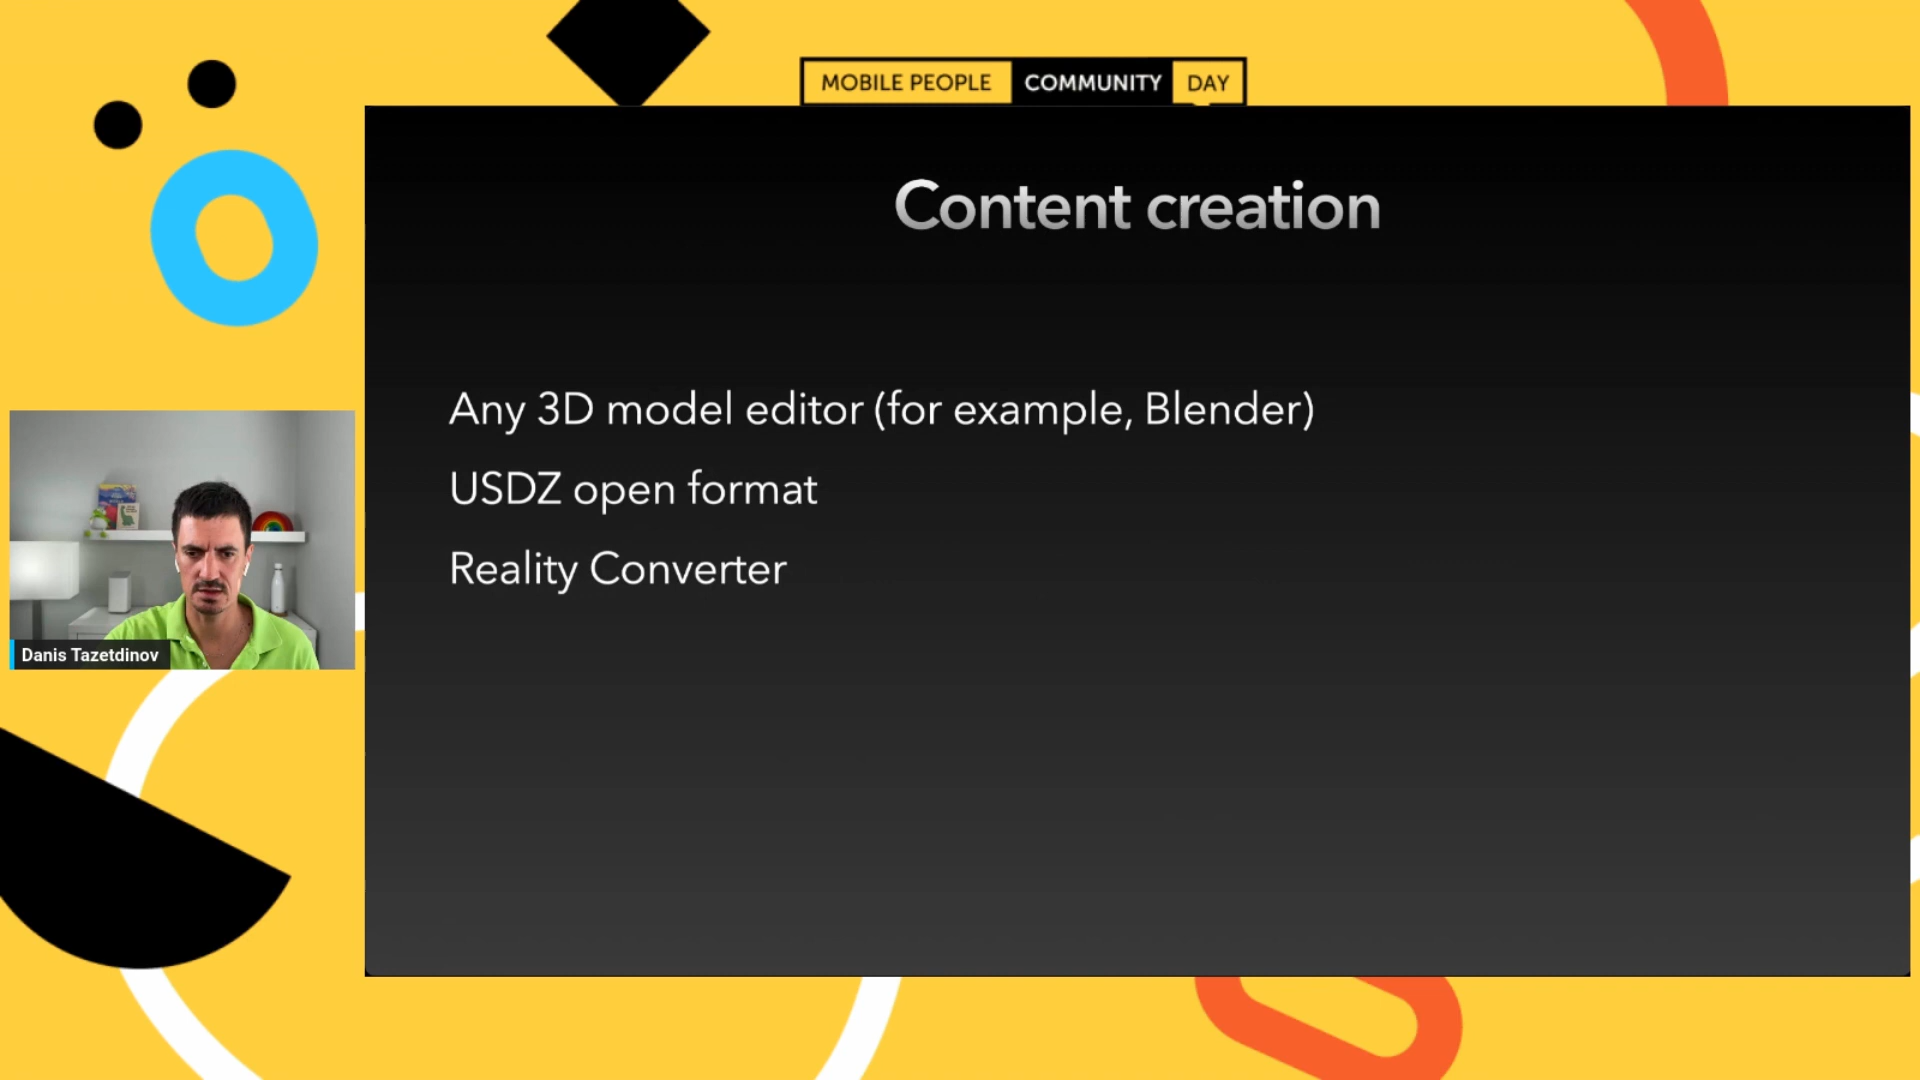 MOBILE PEOPLE COMMUNITY DAY
Content creation
Any 3D model editor (for example, Blender)
USDZ open format
Reality Converter
Danis Tazetdinov